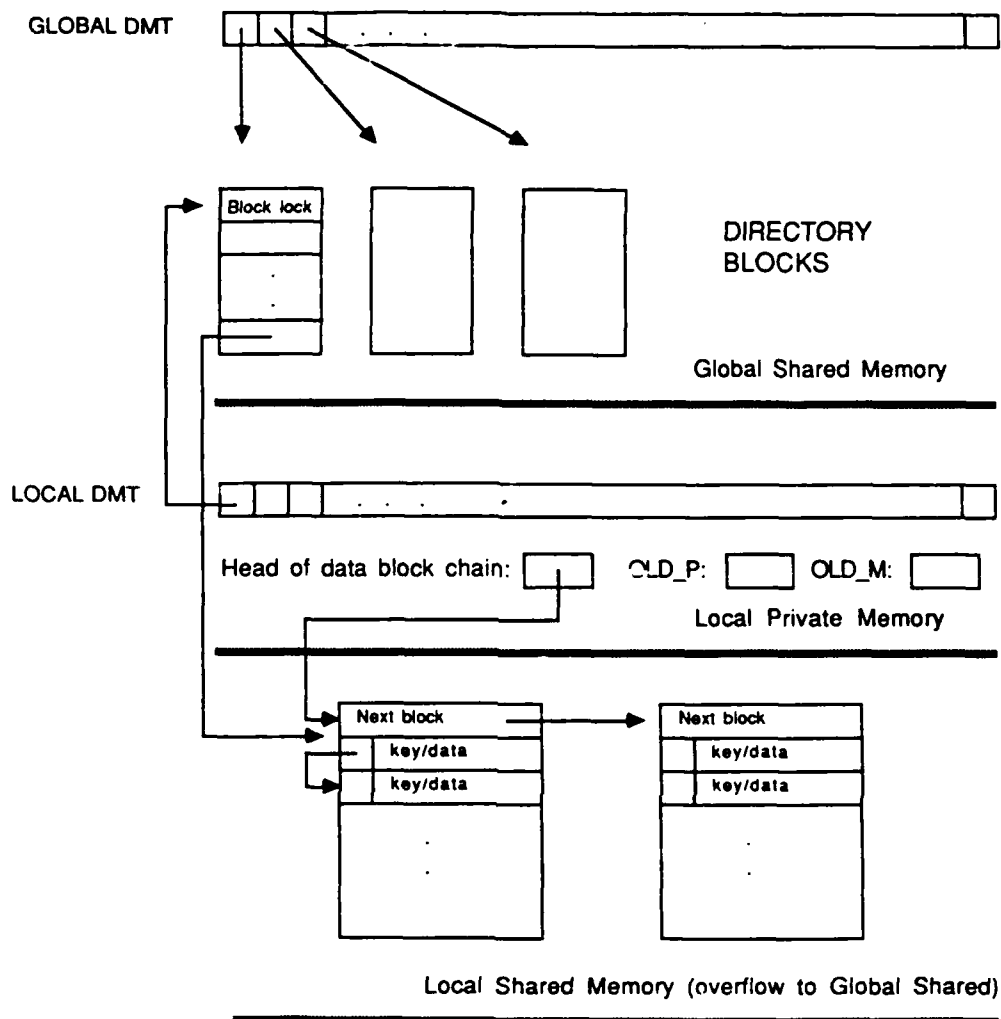 GLOBAL DMT
Block lock
DIRECTORY
BLOCKS
Global Shared Memory
LOCAL DMT
Head of data block chain: OLD_P: OLD_M:
Local Private Memory
Next block Next block
key/data key/data
key/data key/data
Local Shared Memory (overflow to Global Shared)